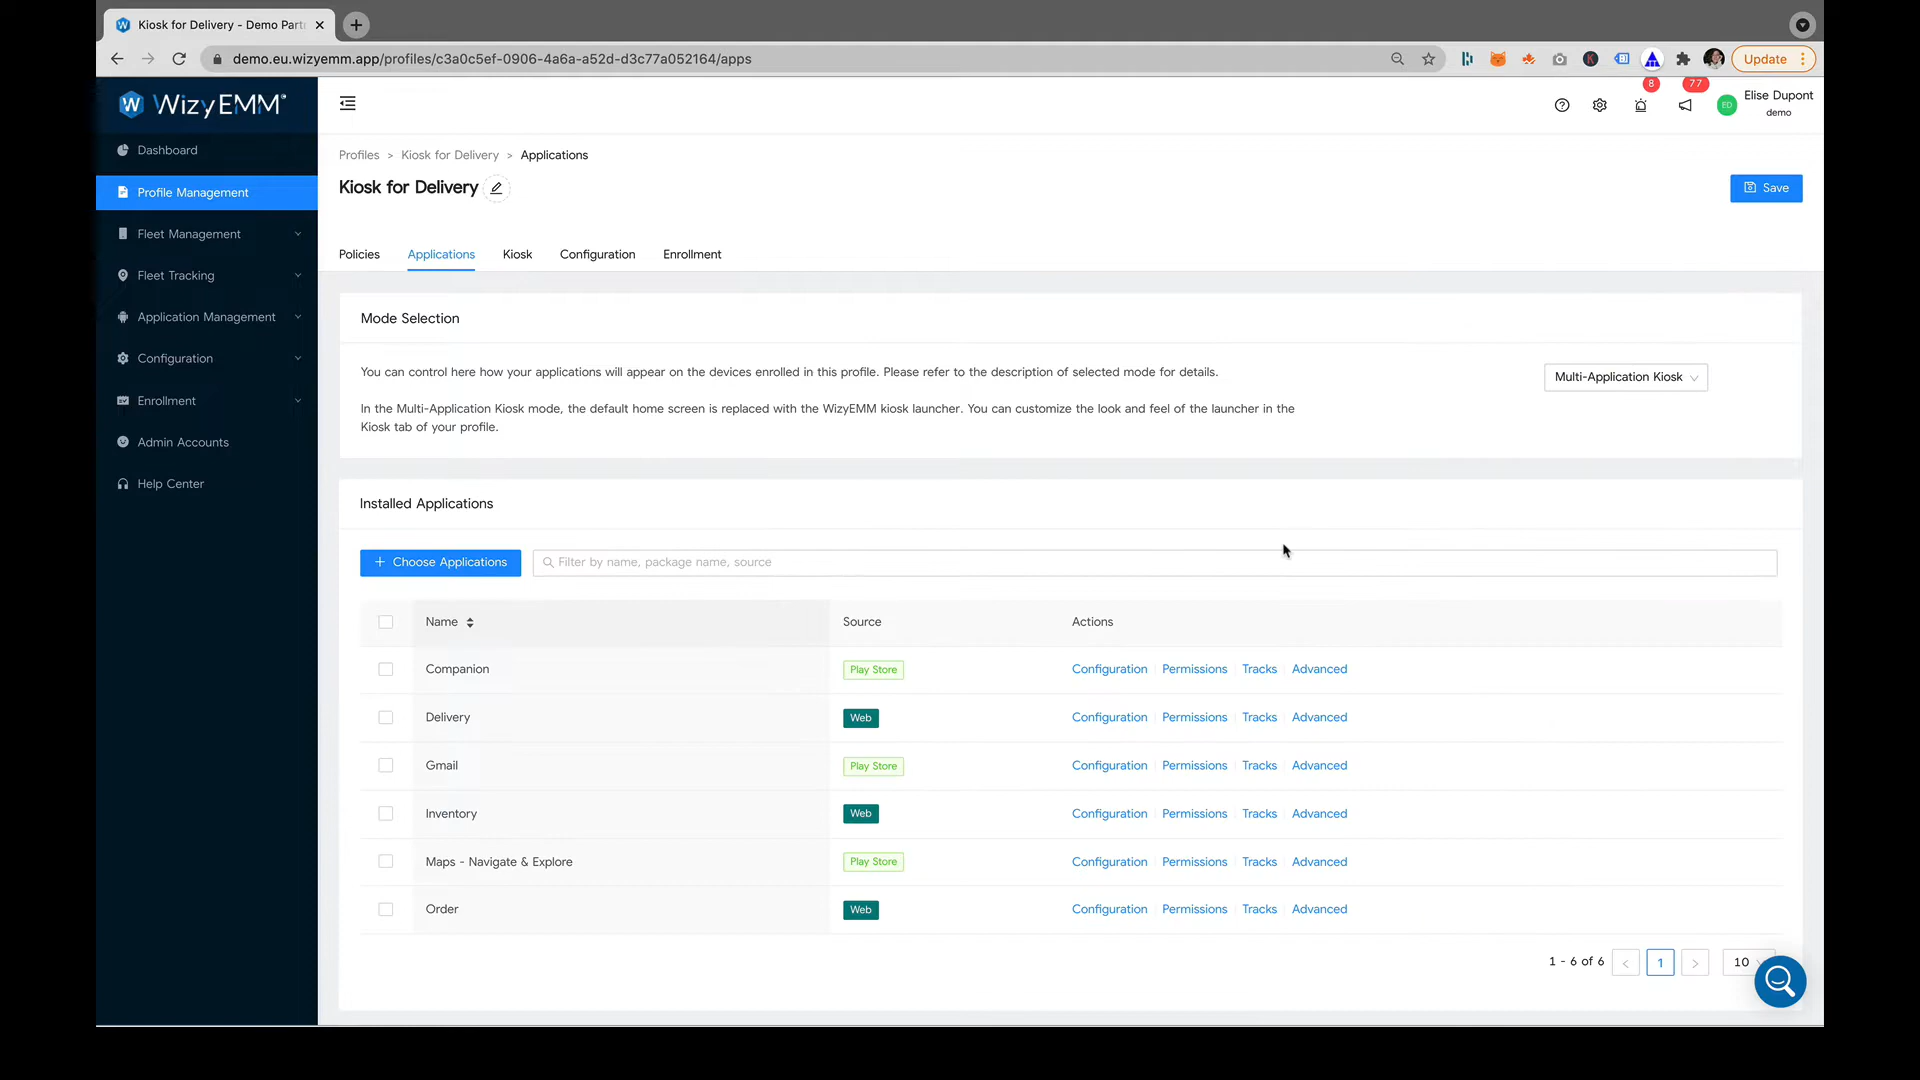 Kiosk for Delivery - Demo Part
demo.eu.wizyemm.app/profiles/c3a0c5ef-0906-4a6a-a52d-d3c77a052164/apps
Update
WizyEMM
8
77
ED
Elise Dupont
demo
Dashboard
Profile Management
Fleet Management
Fleet Tracking
Application Management
Configuration
Enrollment
Admin Accounts
Help Center
Profiles > Kiosk for Delivery > Applications
Kiosk for Delivery
Save
Policies Applications Kiosk Configuration Enrollment
Mode Selection
You can control here how your applications will appear on the devices enrolled in this profile. Please refer to the description of selected mode for details.
Multi-Application Kiosk
In the Multi-Application Kiosk mode, the default home screen is replaced with the WizyEMM kiosk launcher. You can customize the look and feel of the launcher in the
Kiosk tab of your profile.
Installed Applications
+ Choose Applications
Filter by name, package name, source
Name Source Actions
Companion Play Store Configuration Permissions Tracks Advanced
Delivery Web Configuration Permissions Tracks Advanced
Gmail Play Store Configuration Permissions Tracks Advanced
Inventory Web Configuration Permissions Tracks Advanced
Maps - Navigate & Explore Play Store Configuration Permissions Tracks Advanced
Order Web Configuration Permissions Tracks Advanced
1 - 6 of 6 < 1 > 10